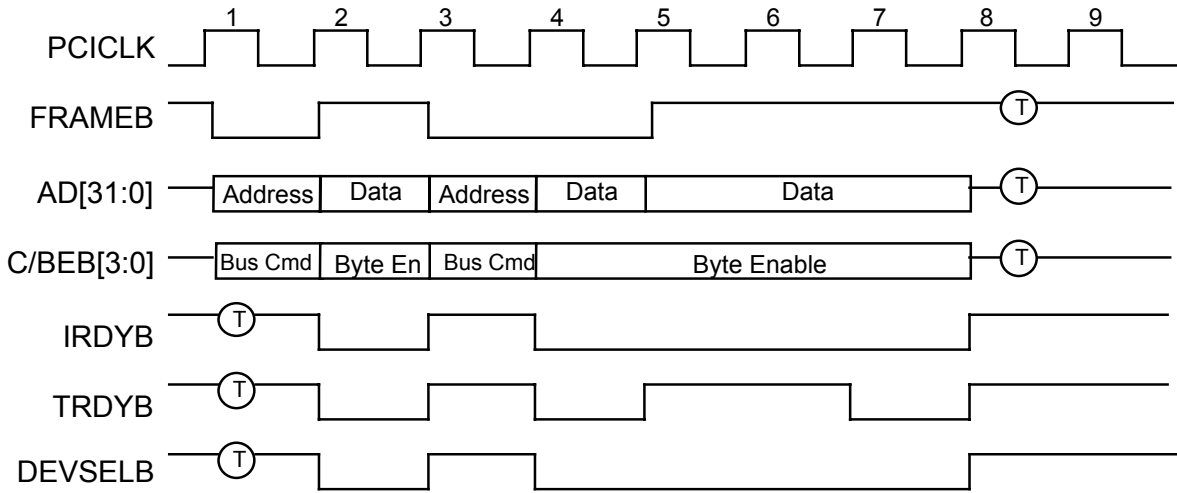 1 2 3 4 5 6 7 8 9
PCICLK
FRAMEB T
AD[31:0] Address Data Address Data Data T
C/BEB[3:0] Bus Cmd Byte En Bus Cmd Byte Enable T
IRDYB T
TRDYB T
DEVSELB T